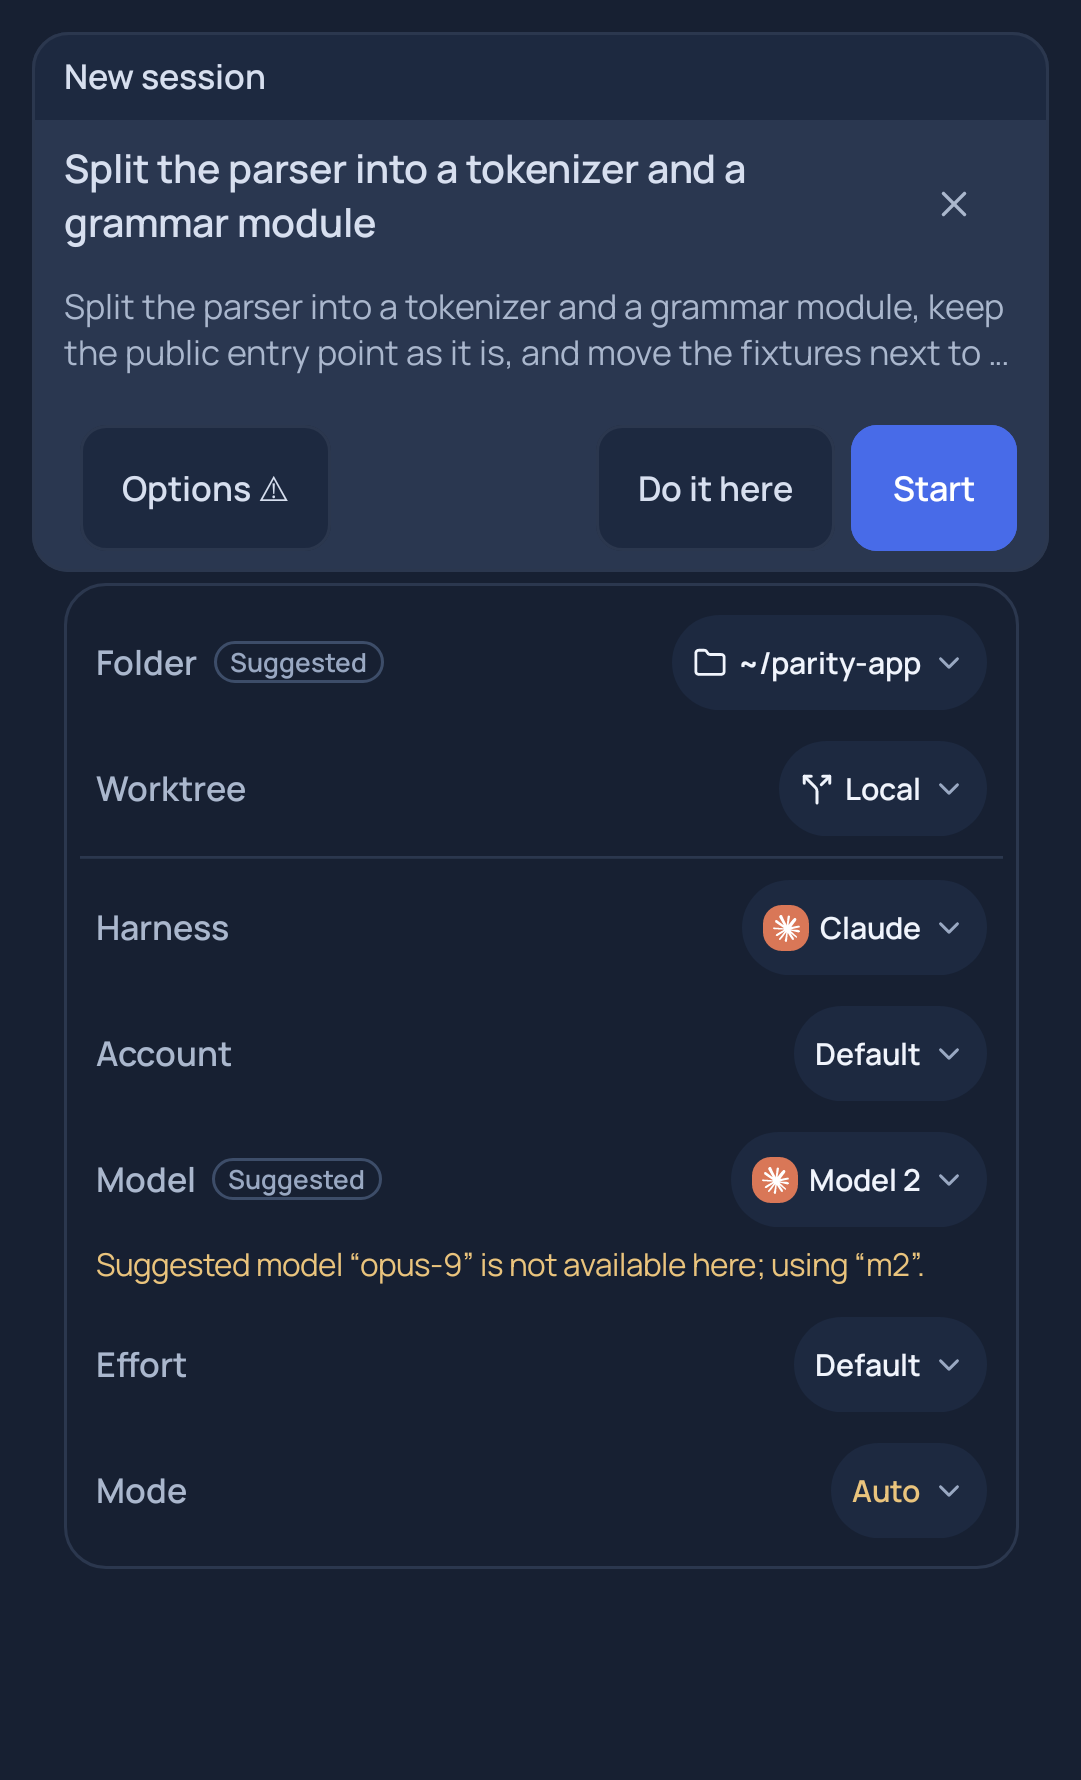 New session
Split the parser into a tokenizer and a
grammar module
Split the parser into a tokenizer and a grammar module, keep
the public entry point as it is, and move the fixtures next to ...
Options ⚠
Do it here
Start
Folder
Suggested
~/parity-app
Worktree
Local
Harness
Claude
Account
Default
Model
Suggested
Model 2
Suggested model “opus-9” is not available here; using “m2”.
Effort
Default
Mode
Auto